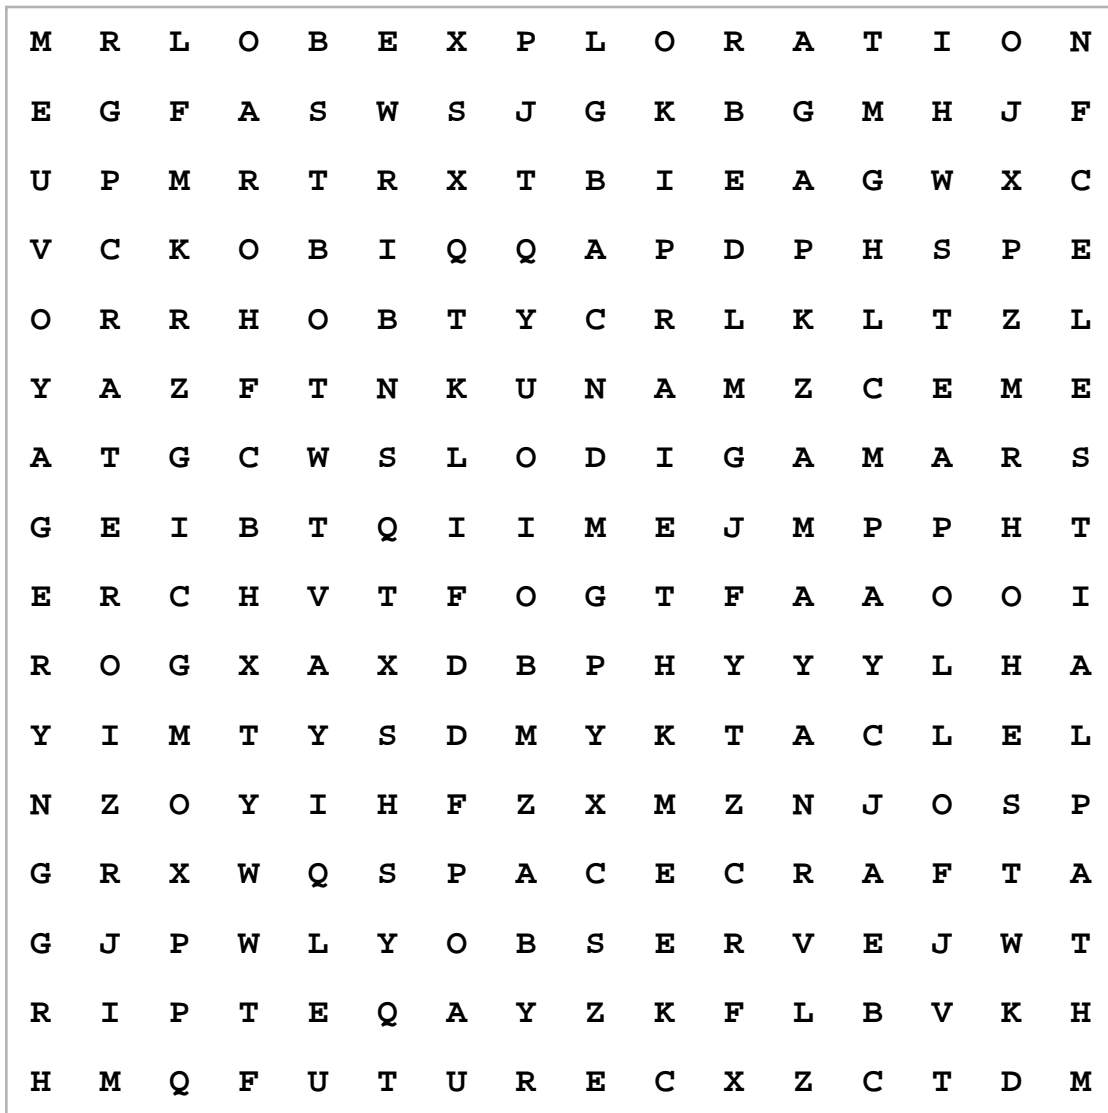 M R L O B E X P L O R A T I O N
E G F A S W S J G K B G M H J F
U P M R T R X T B I E A G W X C
V C K O B I Q Q A P D P H S P E
O R R H O B T Y C R L K L T Z L
Y A Z F T N K U N A M Z C E M E
A T G C W S L O D I G A M A R S
G E I B T Q I I M E J M P P H T
E R C H V T F O G T F A A O O I
R O G X A X D B P H Y Y Y L H A
Y I M T Y S D M Y K T A C L E L
N Z O Y I H F Z X M Z N J O S P
G R X W Q S P A C E C R A F T A
G J P W L Y O B S E R V E J W T
R I P T E Q A Y Z K F L B V K H
H M Q F U T U R E C X Z C T D M